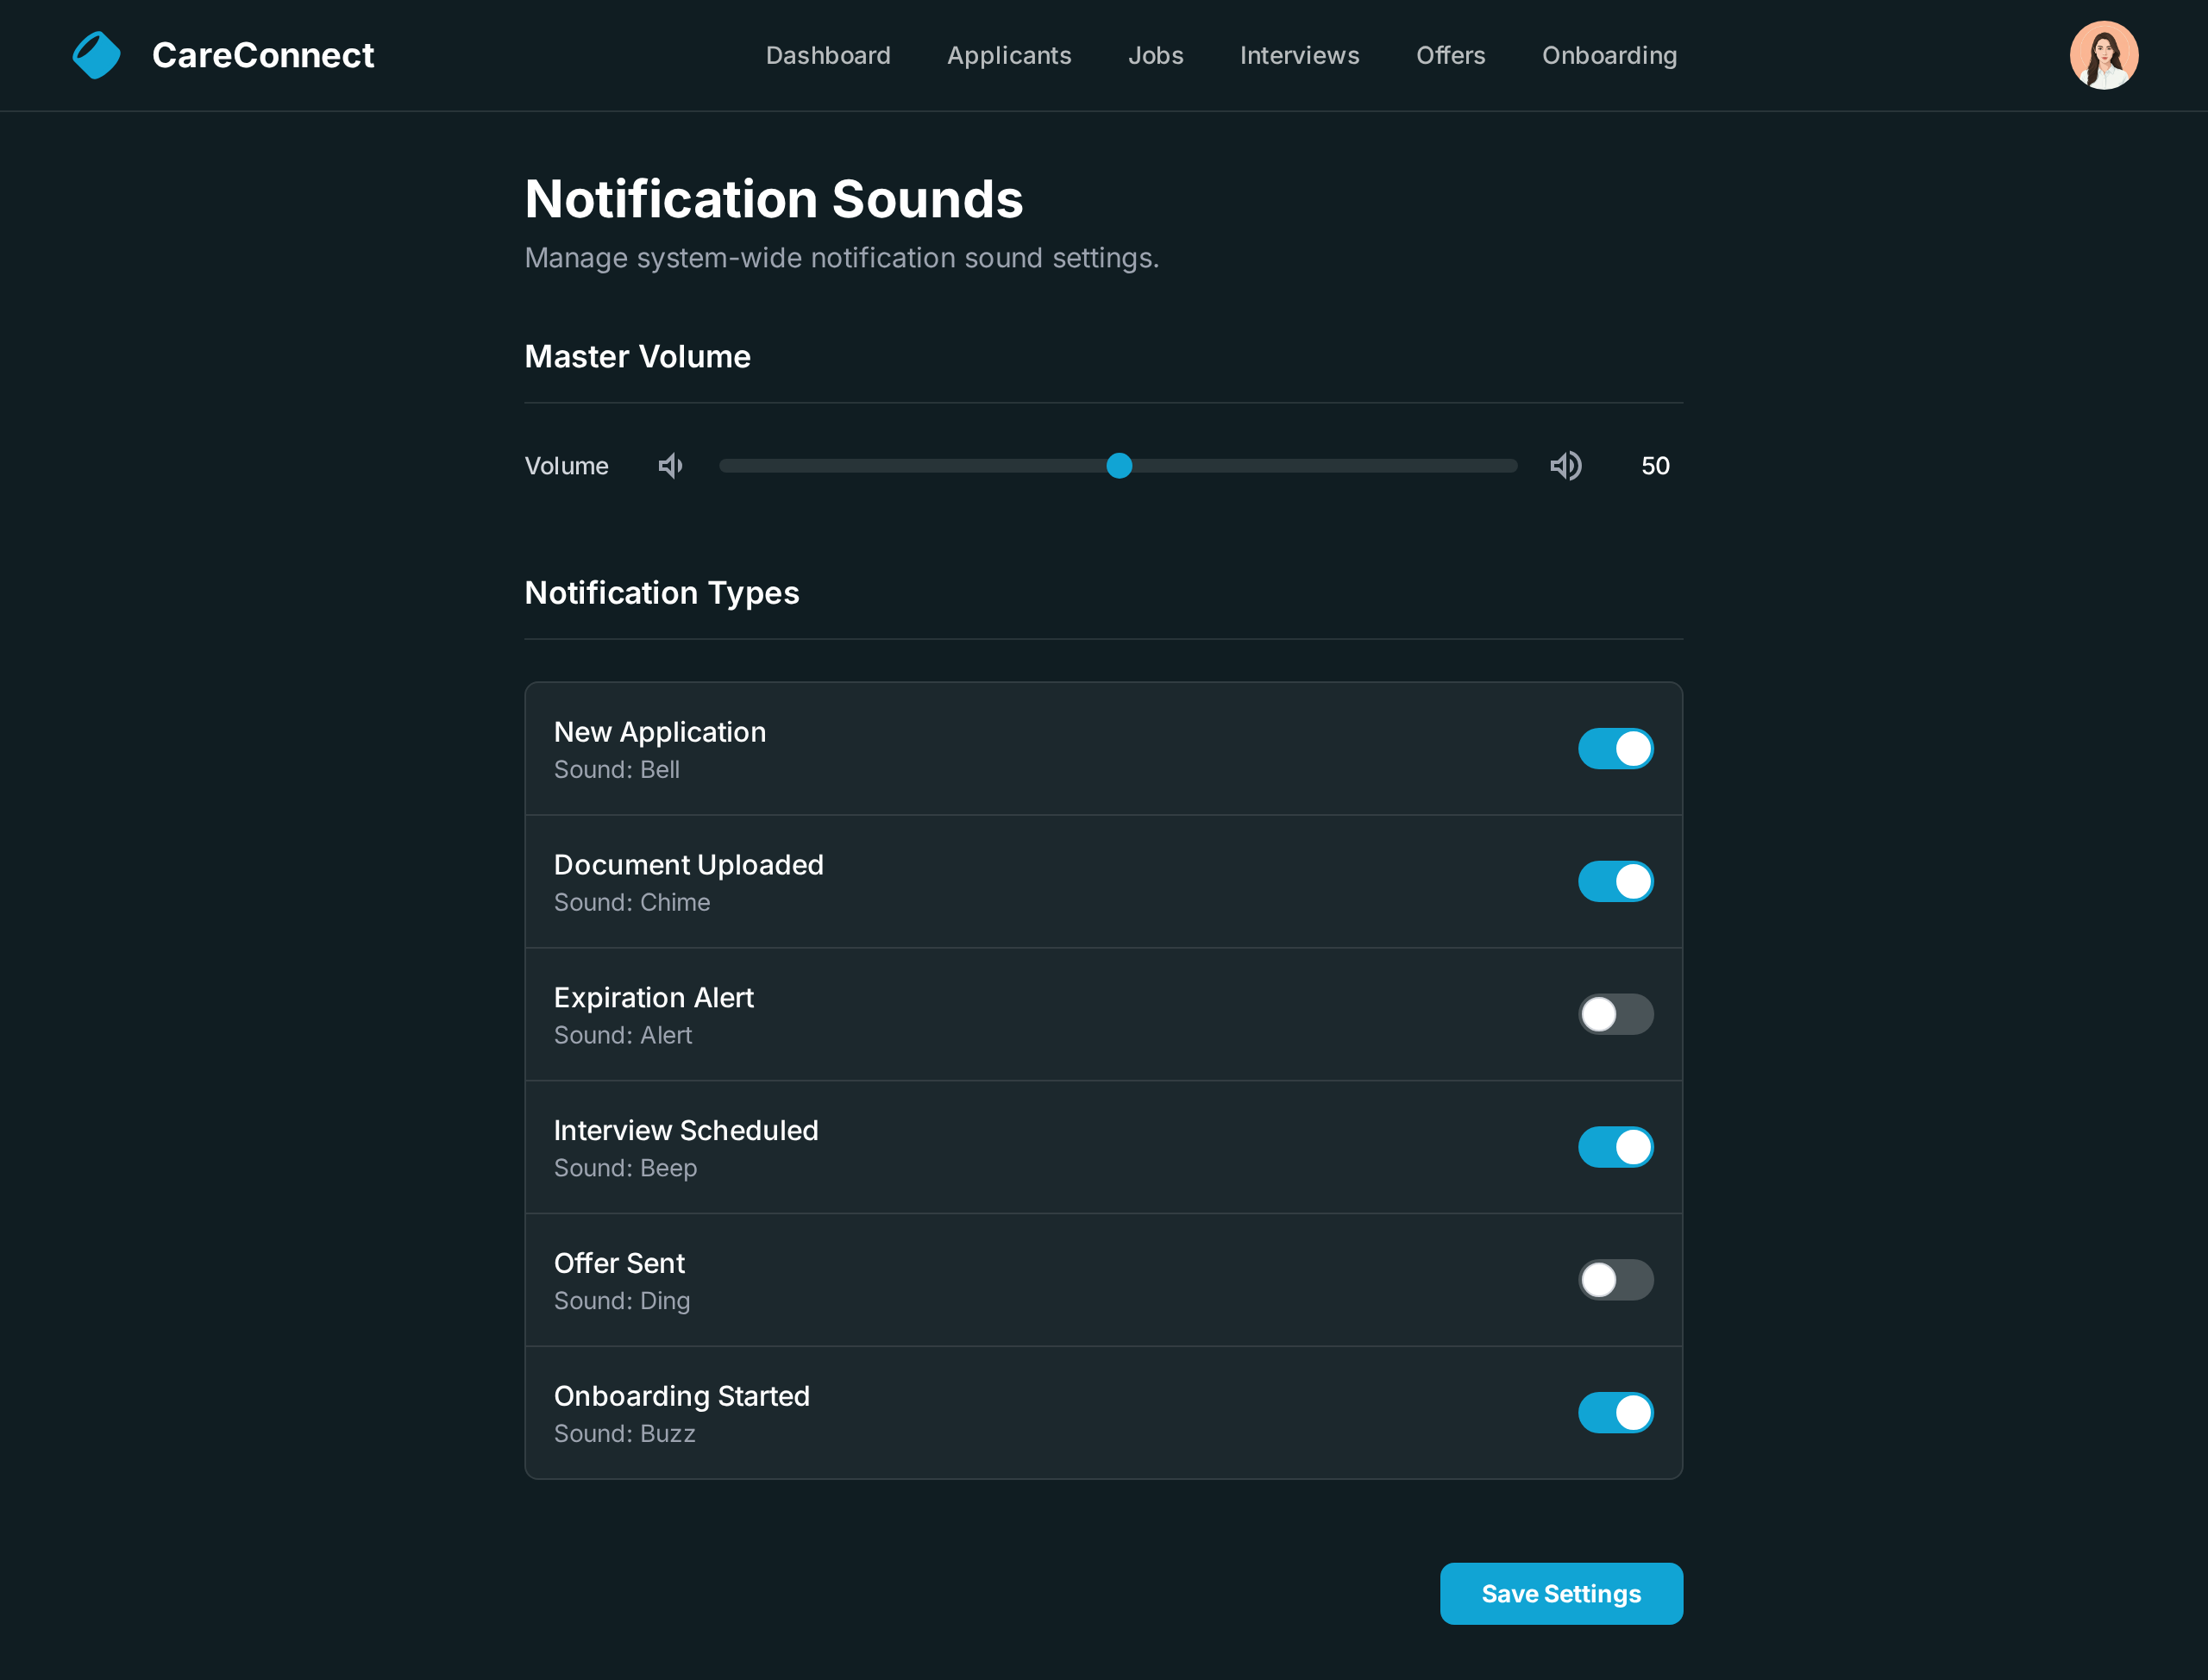 CareConnect
Dashboard
Applicants
Jobs
Interviews
Offers
Onboarding
Notification Sounds
Manage system-wide notification sound settings.
Master Volume
Volume
50
Notification Types
New Application
Sound: Bell
Document Uploaded
Sound: Chime
Expiration Alert
Sound: Alert
Interview Scheduled
Sound: Beep
Offer Sent
Sound: Ding
Onboarding Started
Sound: Buzz
Save Settings